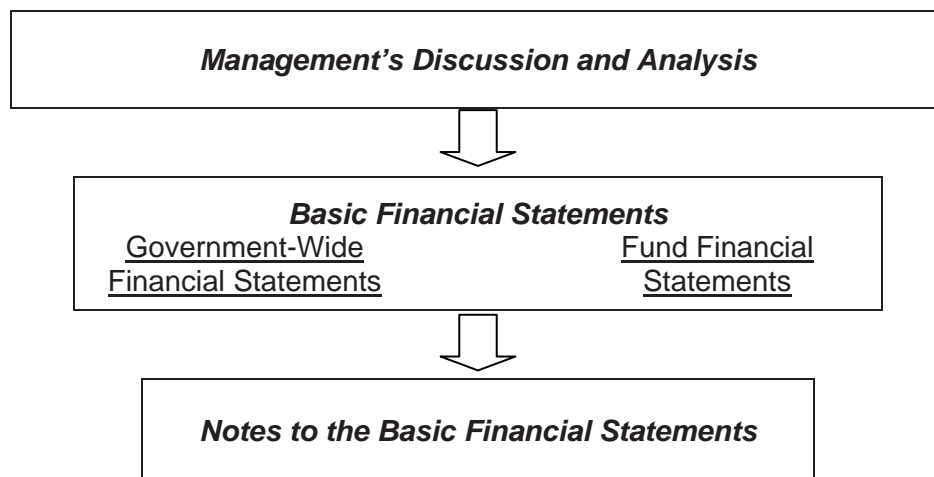 Management’s Discussion and Analysis
Basic Financial Statements
Government-Wide
Financial Statements
Fund Financial
Statements
Notes to the Basic Financial Statements